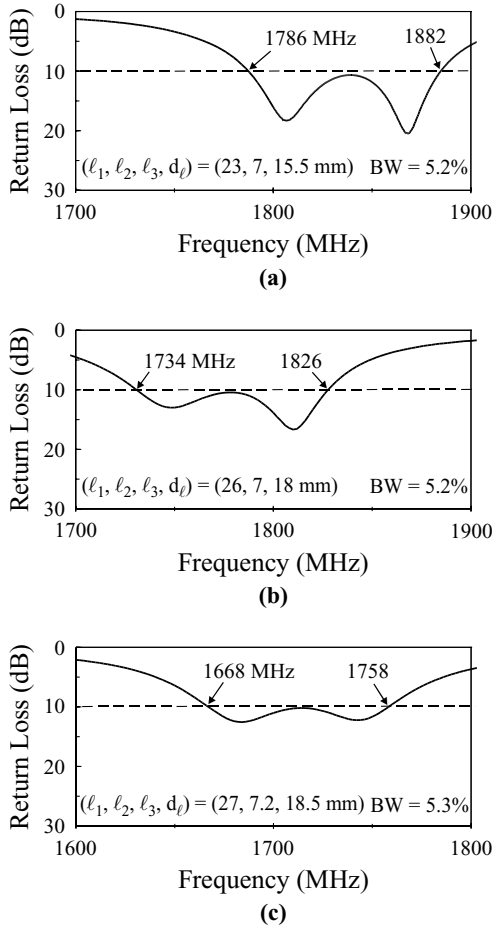 0
10
20
30
Return Loss (dB)
1786 MHz
1882
(ℓ1, ℓ2, ℓ3, dℓ) = (23, 7, 15.5 mm)
BW = 5.2%
1700
1800
1900
Frequency (MHz)
(a)
0
10
20
30
Return Loss (dB)
1734 MHz
1826
(ℓ1, ℓ2, ℓ3, dℓ) = (26, 7, 18 mm)
BW = 5.2%
1700
1800
1900
Frequency (MHz)
(b)
0
10
20
30
Return Loss (dB)
1668 MHz
1758
(ℓ1, ℓ2, ℓ3, dℓ) = (27, 7.2, 18.5 mm)
BW = 5.3%
1600
1700
1800
Frequency (MHz)
(c)